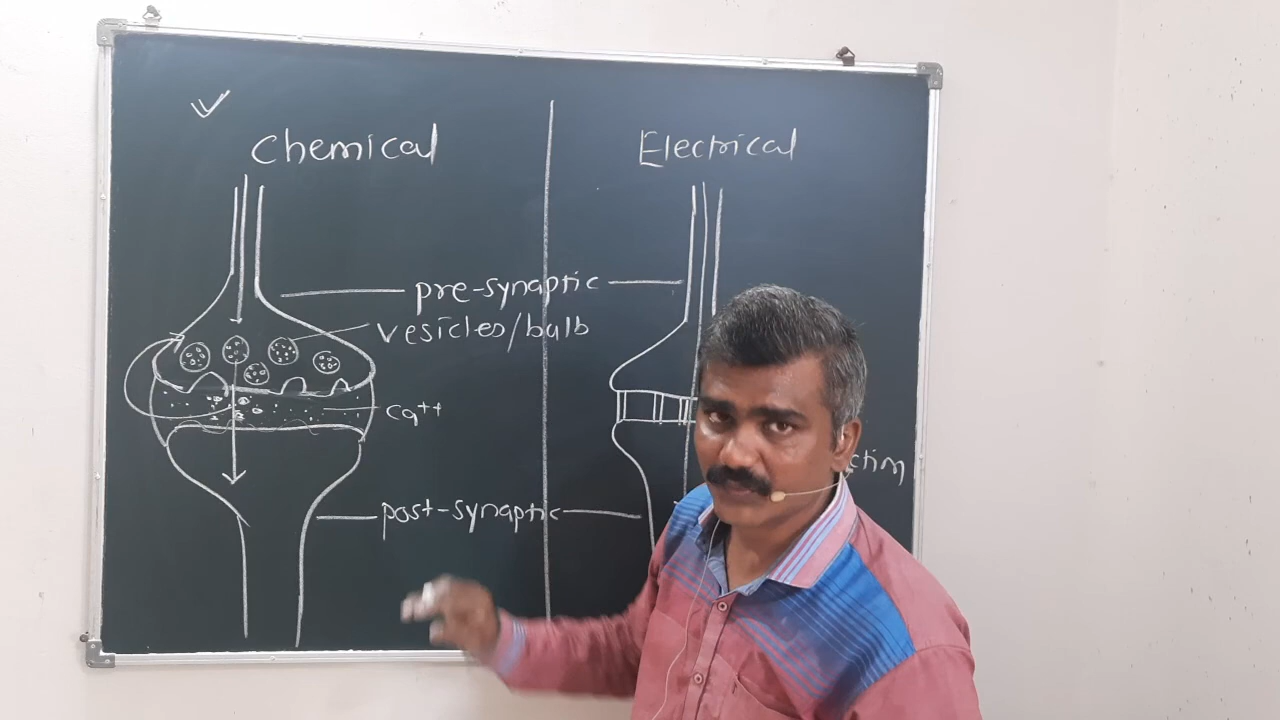 Chemical
Electrical
pre-synaptic
vesicles/bulb
Ca++
post-synaptic